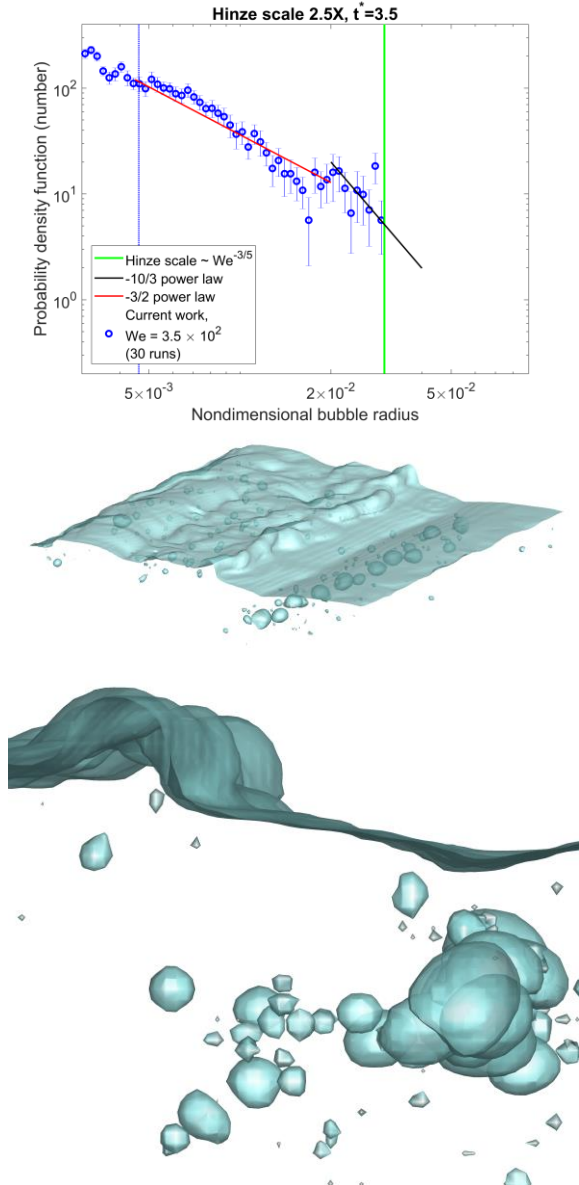 Hinze scale 2.5X, t*=3.5
Probability density function (number)
10²
10¹
10⁰
Hinze scale ~ We⁻³ᐟ⁵
-10/3 power law
-3/2 power law
Current work,
We = 3.5 × 10²
(30 runs)
5×10⁻³
2×10⁻²
5×10⁻²
Nondimensional bubble radius